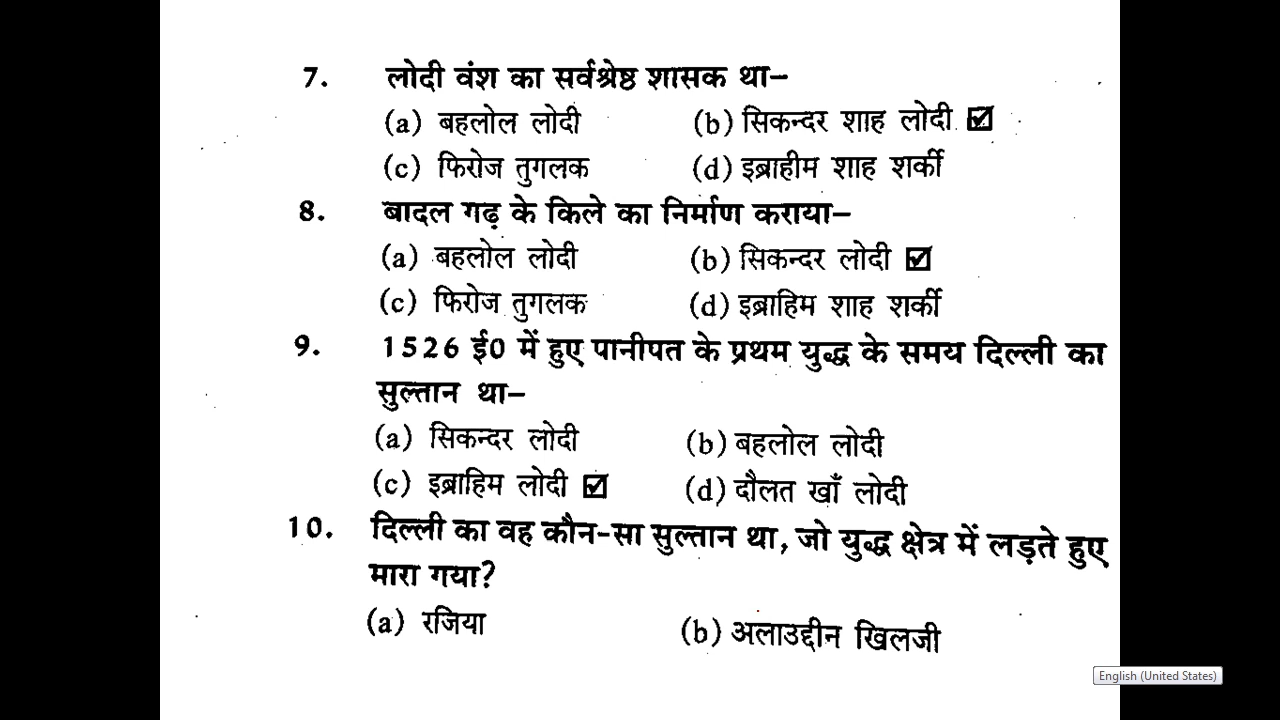 7. लोदी वंश का सर्वश्रेष्ठ शासक था–
(a) बहलोल लोदी (b) सिकन्दर शाह लोदी ☑
(c) फिरोज तुगलक (d) इब्राहीम शाह शर्की
8. बादल गढ़ के किले का निर्माण कराया–
(a) बहलोल लोदी (b) सिकन्दर लोदी ☑
(c) फिरोज तुगलक (d) इब्राहिम शाह शर्की
9. 1526 ई0 में हुए पानीपत के प्रथम युद्ध के समय दिल्ली का
सुल्तान था–
(a) सिकन्दर लोदी (b) बहलोल लोदी
(c) इब्राहिम लोदी ☑ (d) दौलत खाँ लोदी
10. दिल्ली का वह कौन-सा सुल्तान था, जो युद्ध क्षेत्र में लड़ते हुए
मारा गया?
(a) रजिया (b) अलाउद्दीन खिलजी
English (United States)